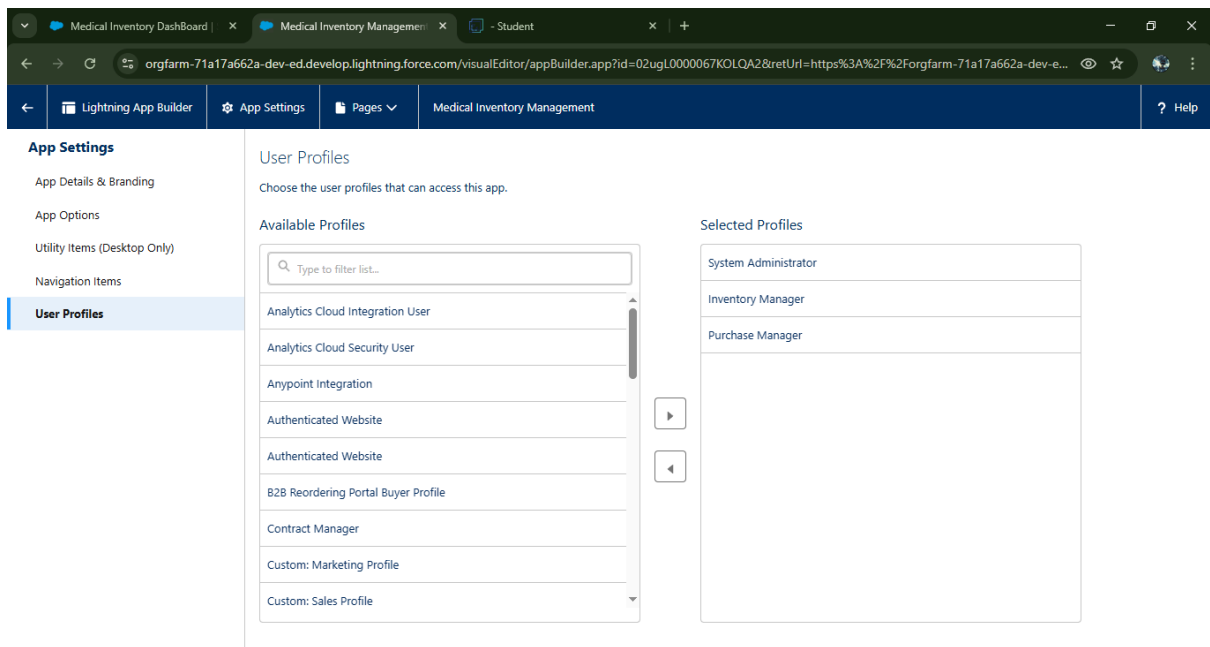 Medical Inventory DashBoard |
Medical Inventory Managemen
- Student
orgfarm-71a17a662a-dev-ed.develop.lightning.force.com/visualEditor/appBuilder.app?id=02ugL0000067KOLQA2&retUrl=https%3A%2F%2Forgfarm-71a17a662a-dev-e...
Lightning App Builder
App Settings
Pages
Medical Inventory Management
? Help
App Settings
App Details & Branding
App Options
Utility Items (Desktop Only)
Navigation Items
User Profiles
User Profiles
Choose the user profiles that can access this app.
Available Profiles
Type to filter list...
Analytics Cloud Integration User
Analytics Cloud Security User
Anypoint Integration
Authenticated Website
Authenticated Website
B2B Reordering Portal Buyer Profile
Contract Manager
Custom: Marketing Profile
Custom: Sales Profile
Selected Profiles
System Administrator
Inventory Manager
Purchase Manager